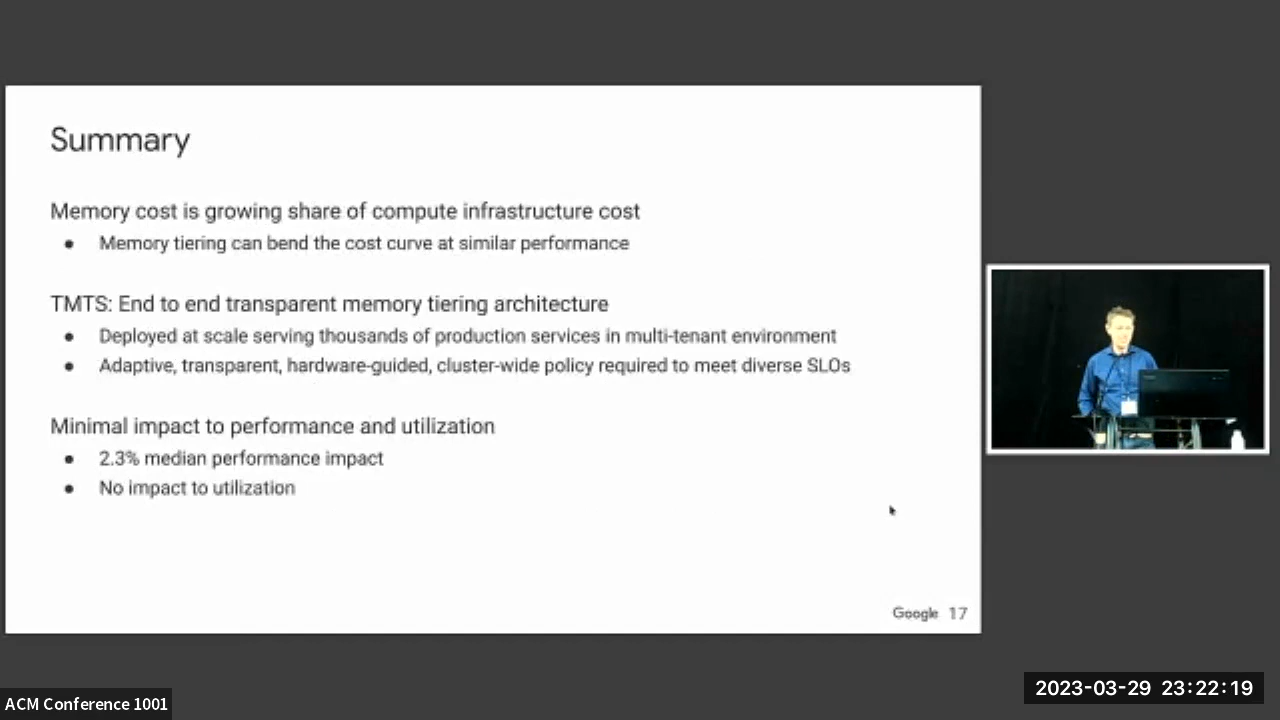 Summary
Memory cost is growing share of compute infrastructure cost
● Memory tiering can bend the cost curve at similar performance
TMTS: End to end transparent memory tiering architecture
● Deployed at scale serving thousands of production services in multi-tenant environment
● Adaptive, transparent, hardware-guided, cluster-wide policy required to meet diverse SLOs
Minimal impact to performance and utilization
● 2.3% median performance impact
● No impact to utilization
Google 17
ACM Conference 1001
2023-03-29 23:22:19